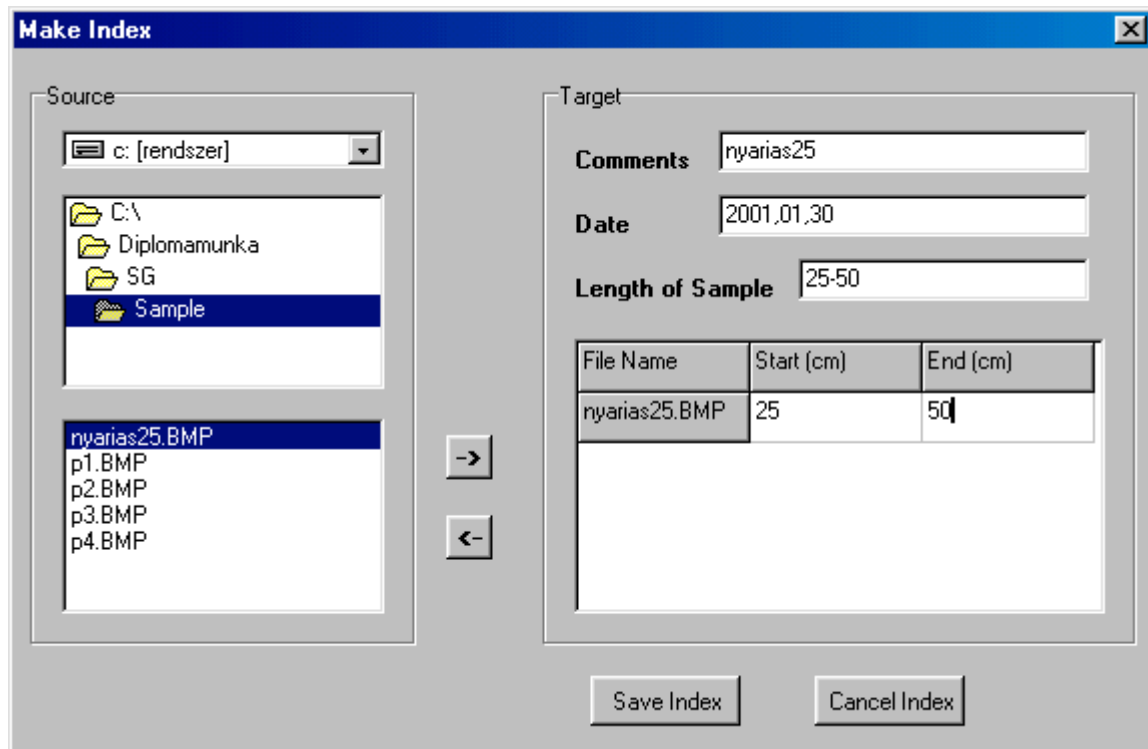 Make Index
Source
c: [rendszer]
C:\
Diplomamunka
SG
Sample
nyarias25.BMP
p1.BMP
p2.BMP
p3.BMP
p4.BMP
->
<-
Target
Comments nyarias25
Date 2001,01,30
Length of Sample 25-50
File Name Start (cm) End (cm)
nyarias25.BMP 25 50
Save Index Cancel Index